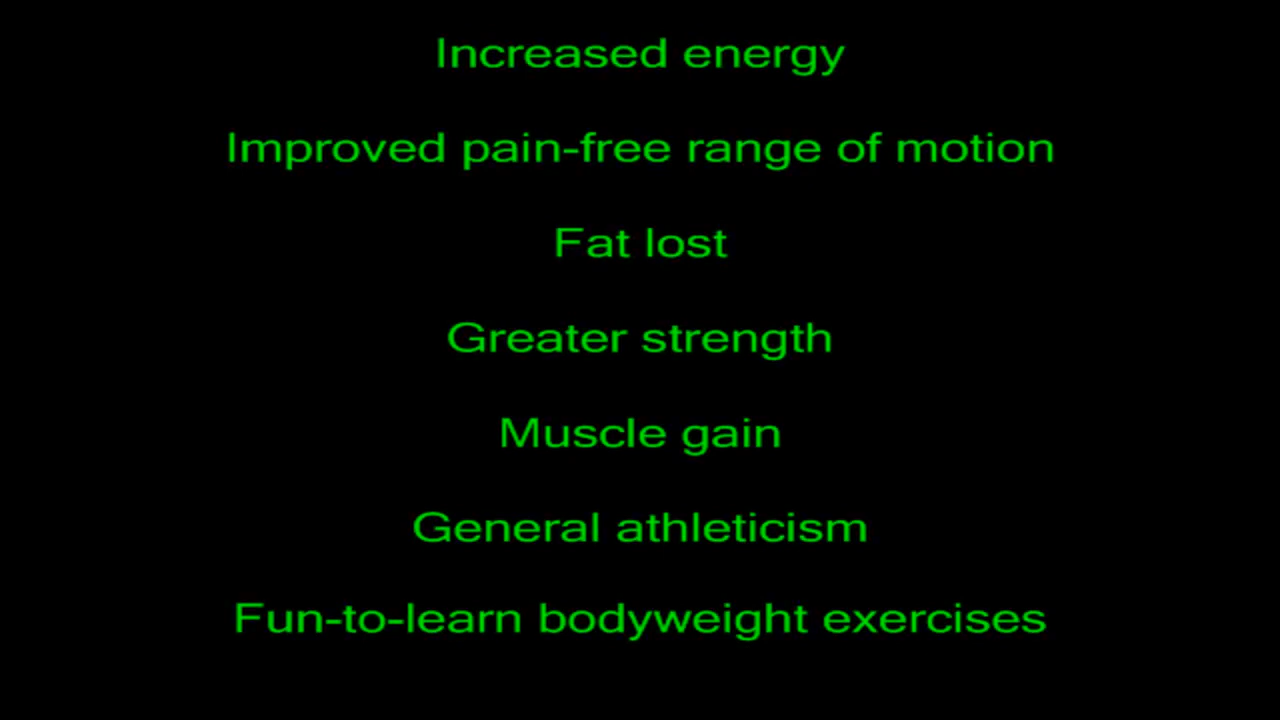 Increased energy
Improved pain-free range of motion
Fat lost
Greater strength
Muscle gain
General athleticism
Fun-to-learn bodyweight exercises